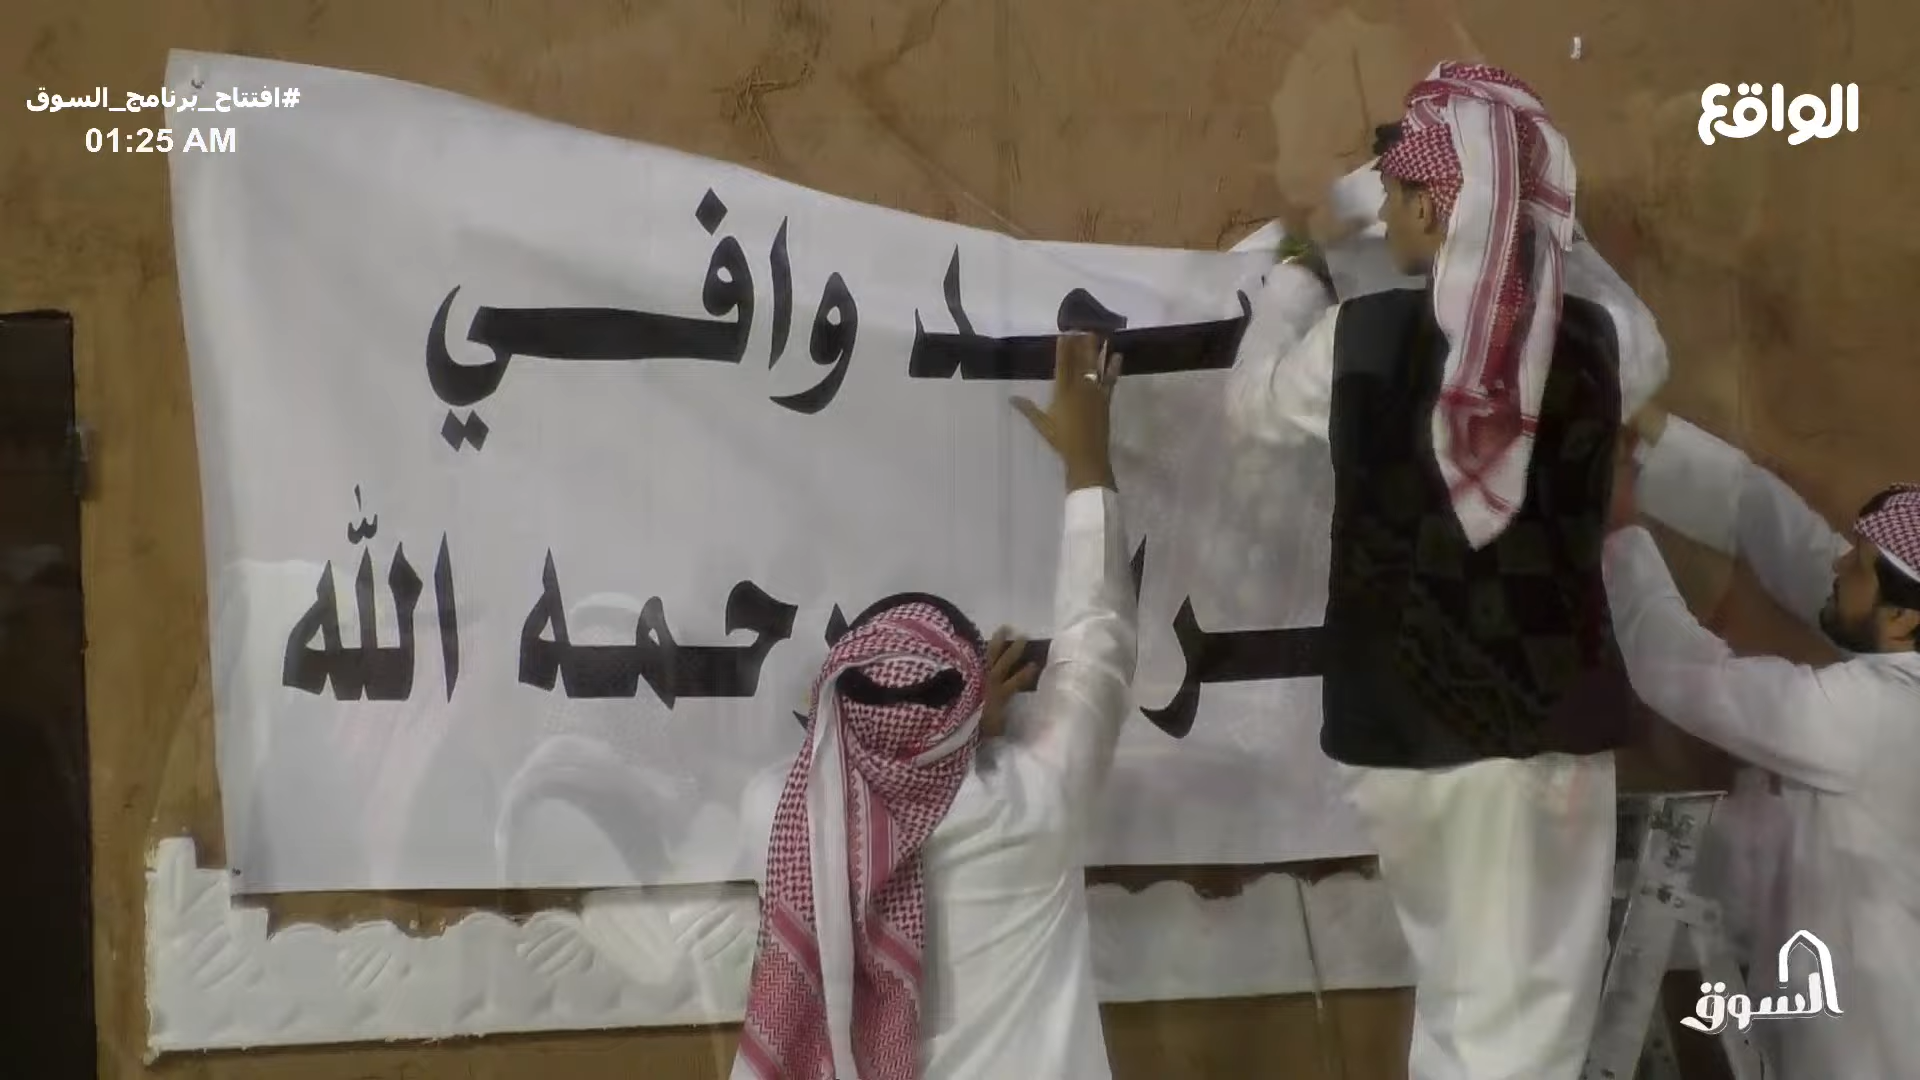 #افتتاح_برنامج_السوق
01:25 AM
الواقع
وافي
رحمه الله
السوق